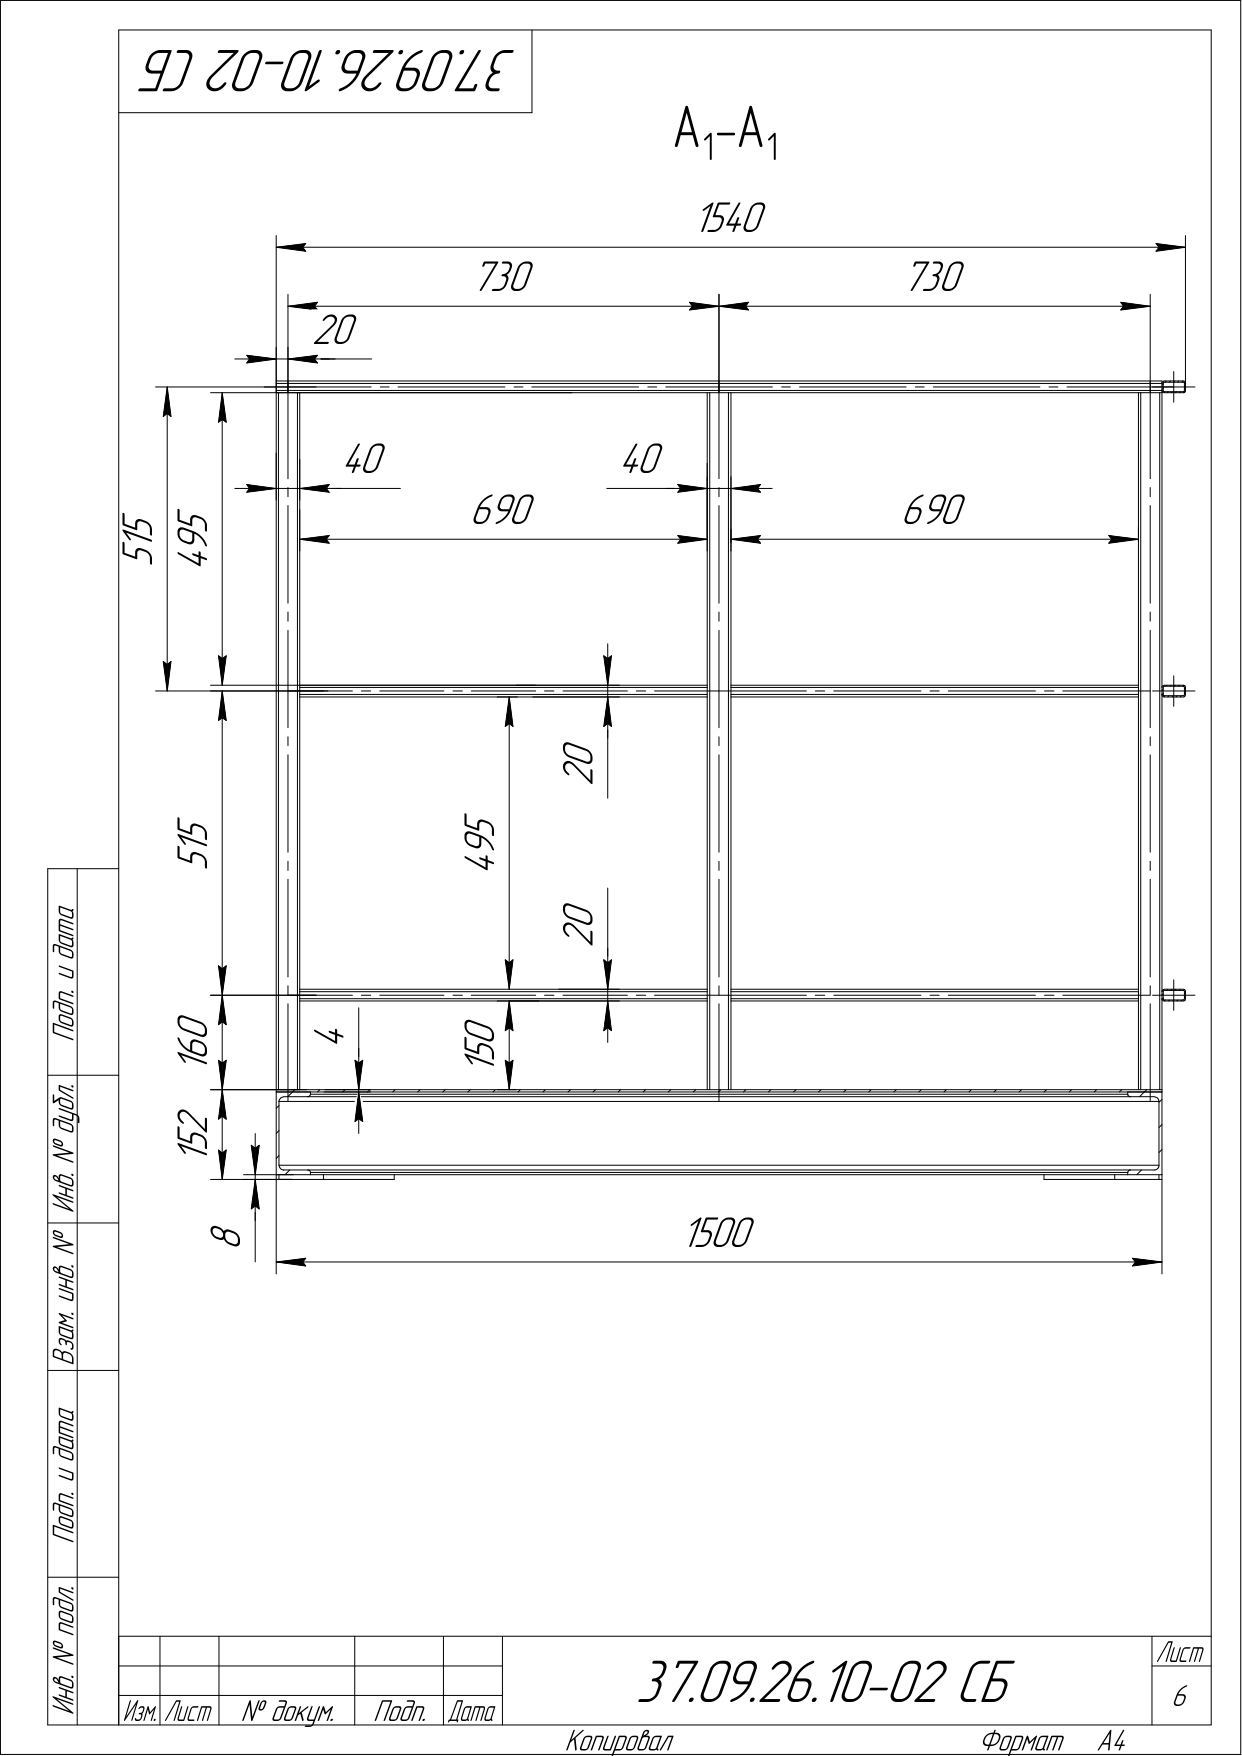 37.09.26.10-02 СБ
А1-А1
1540
730
730
20
40
40
690
690
515
495
20
515
495
20
160
4
150
152
8
1500
Подп. и дата
Инв. № дубл.
Взам. инв. №
Подп. и дата
Инв. № подл.
37.09.26.10-02 СБ
Лист
6
Изм. Лист № докум. Подп. Дата
Копировал Формат А4